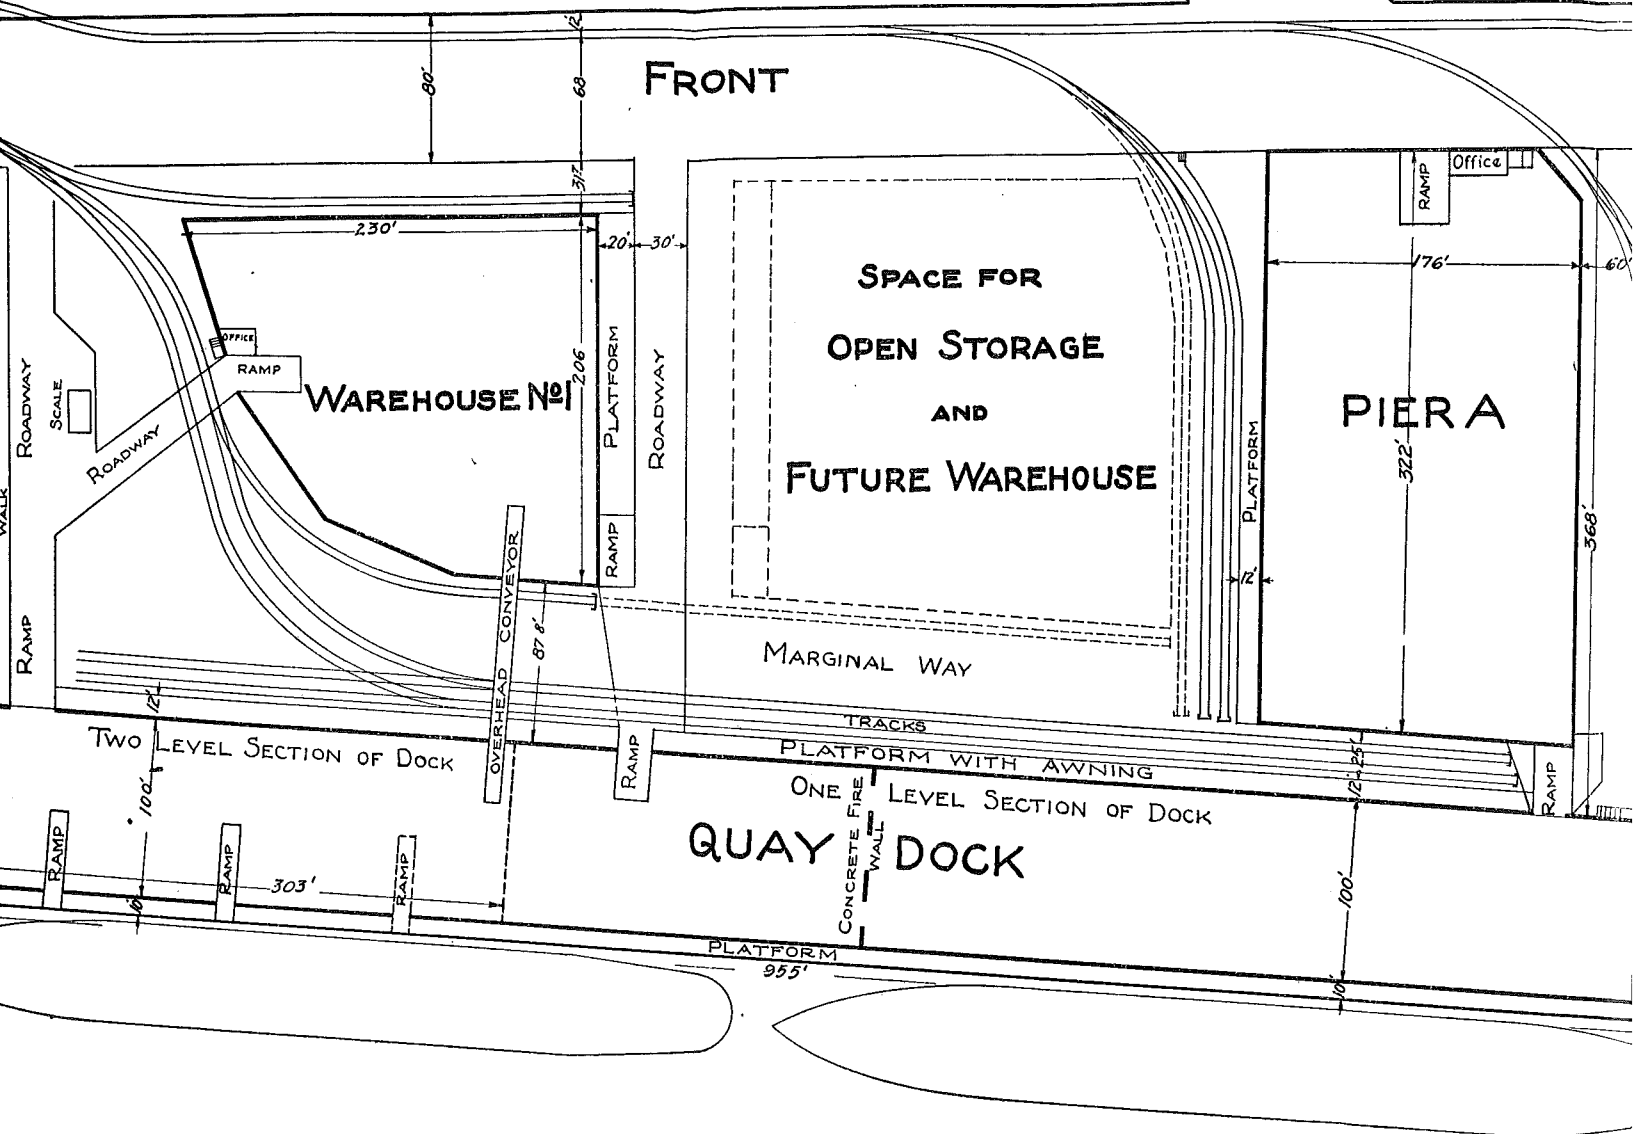 12'
80'
68
FRONT
31'
230'
20'
30'
OFFICE
RAMP
WAREHOUSE No1
206
PLATFORM
ROADWAY
RAMP
ROADWAY
SCALE
ROADWAY
WALK
RAMP
SPACE FOR
OPEN STORAGE
AND
FUTURE WAREHOUSE
PLATFORM
12'
RAMP
Office
176'
60'
PIER A
322'
368'
OVERHEAD CONVEYOR
87.8'
MARGINAL WAY
TRACKS
PLATFORM WITH AWNING
12'
TWO LEVEL SECTION OF DOCK
RAMP
ONE LEVEL SECTION OF DOCK
12'
25'
RAMP
100'
QUAY DOCK
CONCRETE FIRE
WALL
100'
RAMP
RAMP
RAMP
303'
10'
PLATFORM
955'
10'